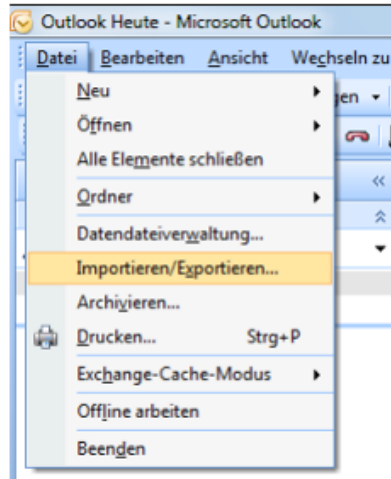 Outlook Heute - Microsoft Outlook
Datei Bearbeiten Ansicht Wechseln zu
Neu
Öffnen
Alle Elemente schließen
Ordner
Datendateiverwaltung...
Importieren/Exportieren...
Archivieren...
Drucken... Strg+P
Exchange-Cache-Modus
Offline arbeiten
Beenden